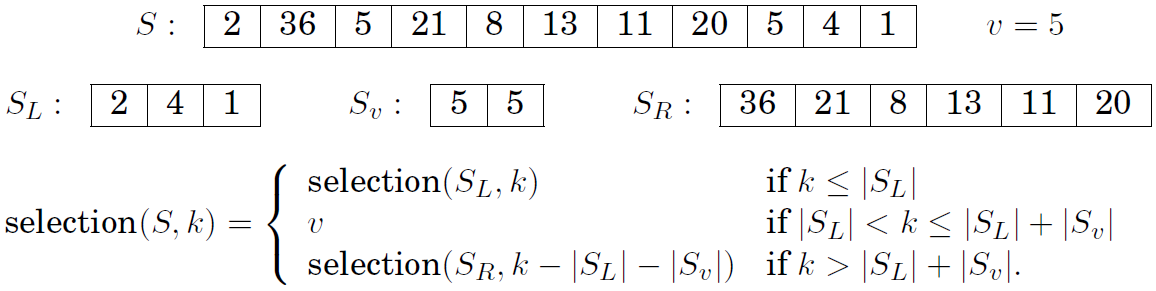 S : 2 36 5 21 8 13 11 20 5 4 1 v = 5
S_L : 2 4 1 S_v : 5 5 S_R : 36 21 8 13 11 20
selection(S_L, k) if k ≤ |S_L|
selection(S, k) = { v if |S_L| < k ≤ |S_L| + |S_v|
selection(S_R, k − |S_L| − |S_v|) if k > |S_L| + |S_v|.